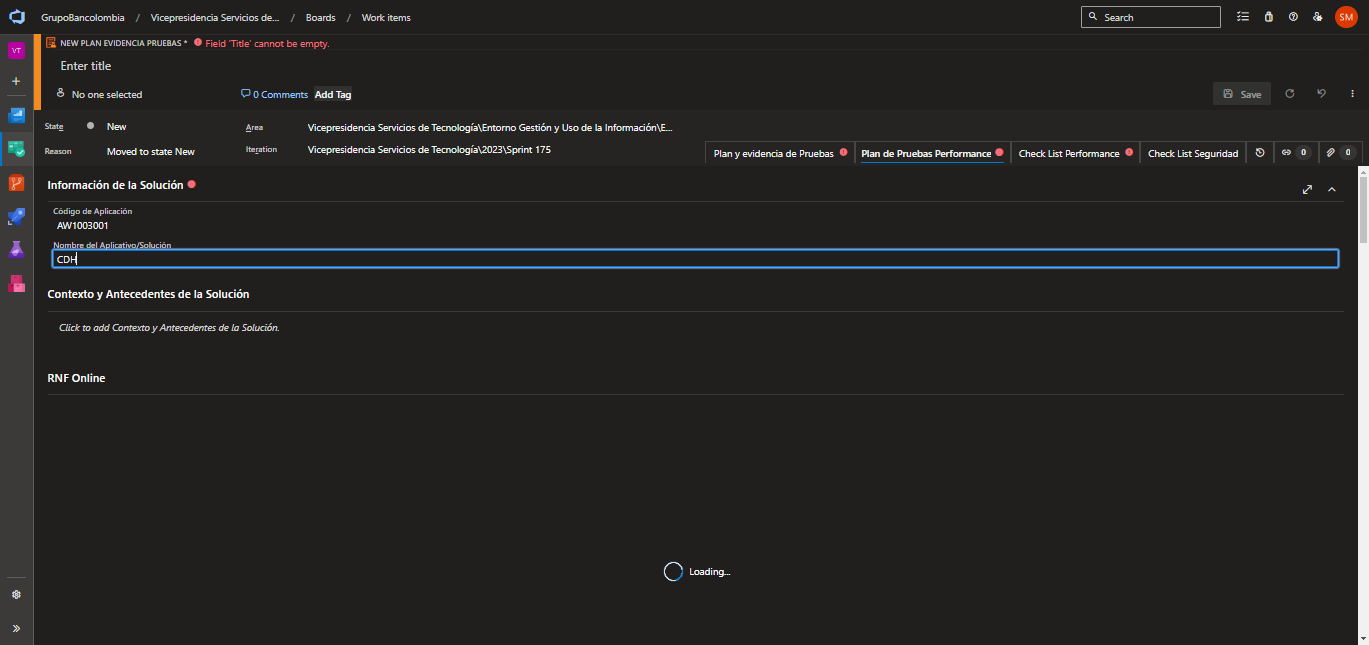 GrupoBancolombia / Vicepresidencia Servicios de... / Boards / Work items
Search
SM
VT
NEW PLAN EVIDENCIA PRUEBAS * Field 'Title' cannot be empty.
Enter title
No one selected
0 Comments Add Tag
Save
State New
Area Vicepresidencia Servicios de Tecnología\Entorno Gestión y Uso de la Información\E...
Reason Moved to state New
Iteration Vicepresidencia Servicios de Tecnología\2023\Sprint 175
Plan y evidencia de Pruebas Plan de Pruebas Performance Check List Performance Check List Seguridad 0 0
Información de la Solución
Código de Aplicación
AW1003001
Nombre del Aplicativo/Solución
CDH
Contexto y Antecedentes de la Solución
Click to add Contexto y Antecedentes de la Solución.
RNF Online
Loading...